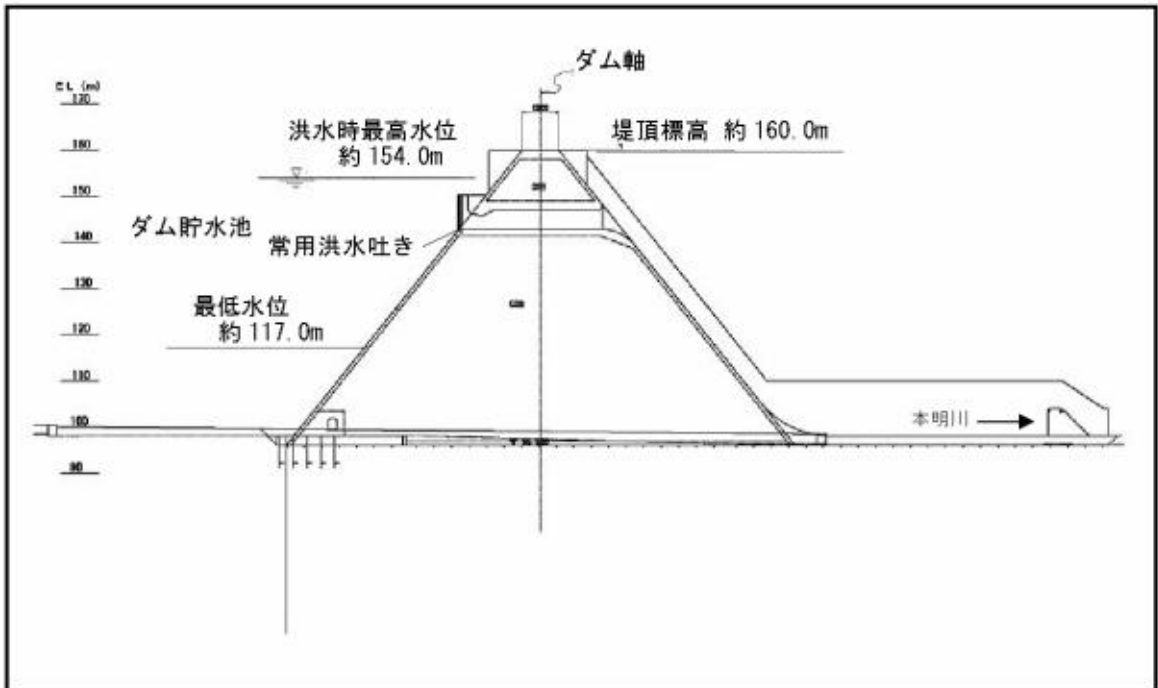 ダム軸
EL (m)
170
洪水時最高水位
約 154.0m
堤頂標高 約 160.0m
160
150
ダム貯水池
常用洪水吐き
140
130
最低水位
約 117.0m
120
110
本明川
100
90